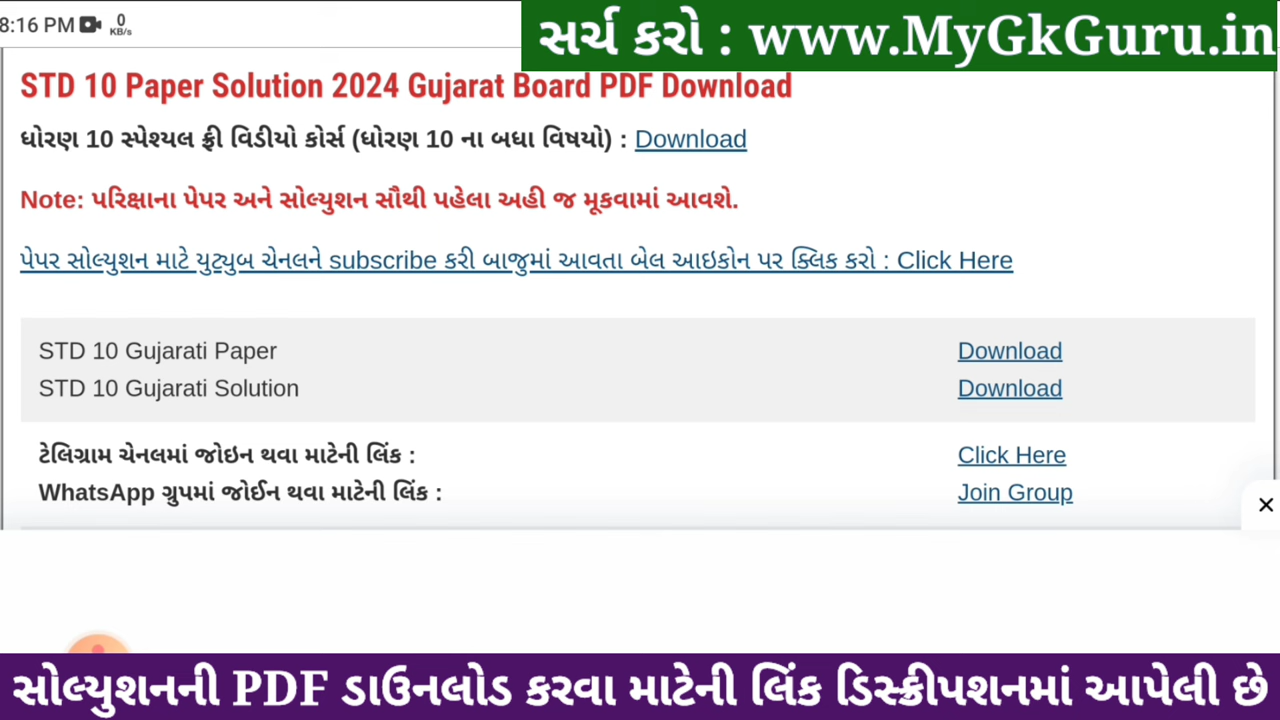 8:16 PM 0 KB/s
સર્ચ કરો : www.MyGkGuru.in
STD 10 Paper Solution 2024 Gujarat Board PDF Download
ધોરણ 10 સ્પેશ્યલ ફ્રી વિડીયો કોર્સ (ધોરણ 10 ના બધા વિષયો) : Download
Note: પરિક્ષાના પેપર અને સોલ્યુશન સૌથી પહેલા અહી જ મૂકવામાં આવશે.
પેપર સોલ્યુશન માટે યુટ્યુબ ચેનલને subscribe કરી બાજુમાં આવતા બેલ આઇકોન પર ક્લિક કરો : Click Here
STD 10 Gujarati Paper Download
STD 10 Gujarati Solution Download
ટેલિગ્રામ ચેનલમાં જોઇન થવા માટેની લિંક : Click Here
WhatsApp ગ્રુપમાં જોઈન થવા માટેની લિંક : Join Group
સોલ્યુશનની PDF ડાઉનલોડ કરવા માટેની લિંક ડિસ્ક્રીપશનમાં આપેલી છે